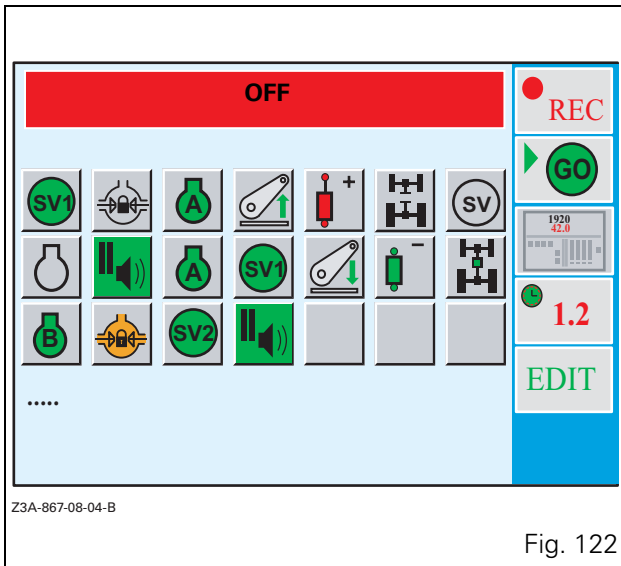 OFF
REC
GO
SV1 A + SV
1920
42.0
A SV1 −
1.2
B SV2
EDIT
.....
Z3A-867-08-04-B
Fig. 122